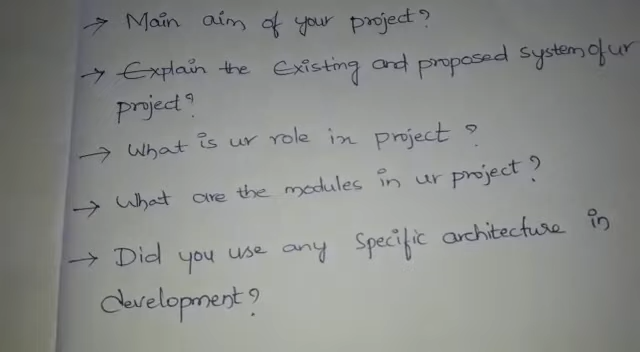 → Main aim of your project?
→ Explain the Existing and proposed system of ur
project?
→ What is ur role in project?
→ What are the modules in ur project?
→ Did you use any specific architecture in
development?